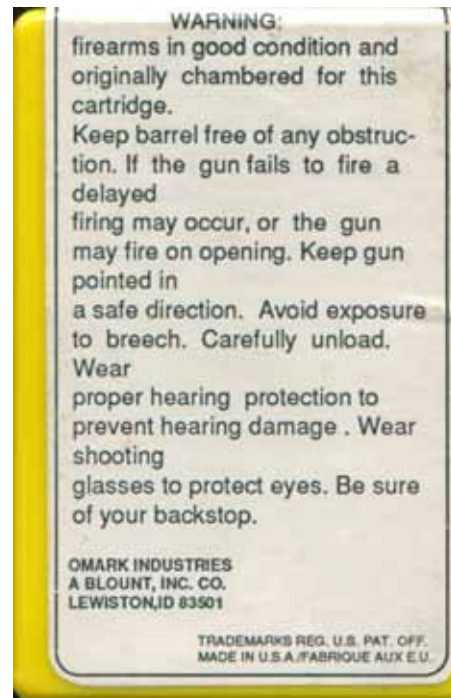 WARNING:
firearms in good condition and
originally chambered for this
cartridge.
Keep barrel free of any obstruc-
tion. If the gun fails to fire a
delayed
firing may occur, or the gun
may fire on opening. Keep gun
pointed in
a safe direction. Avoid exposure
to breech. Carefully unload.
Wear
proper hearing protection to
prevent hearing damage . Wear
shooting
glasses to protect eyes. Be sure
of your backstop.
OMARK INDUSTRIES
A BLOUNT, INC. CO.
LEWISTON,ID 83501
TRADEMARKS REG. U.S. PAT. OFF.
MADE IN U.S.A./FABRIQUE AUX E.U.